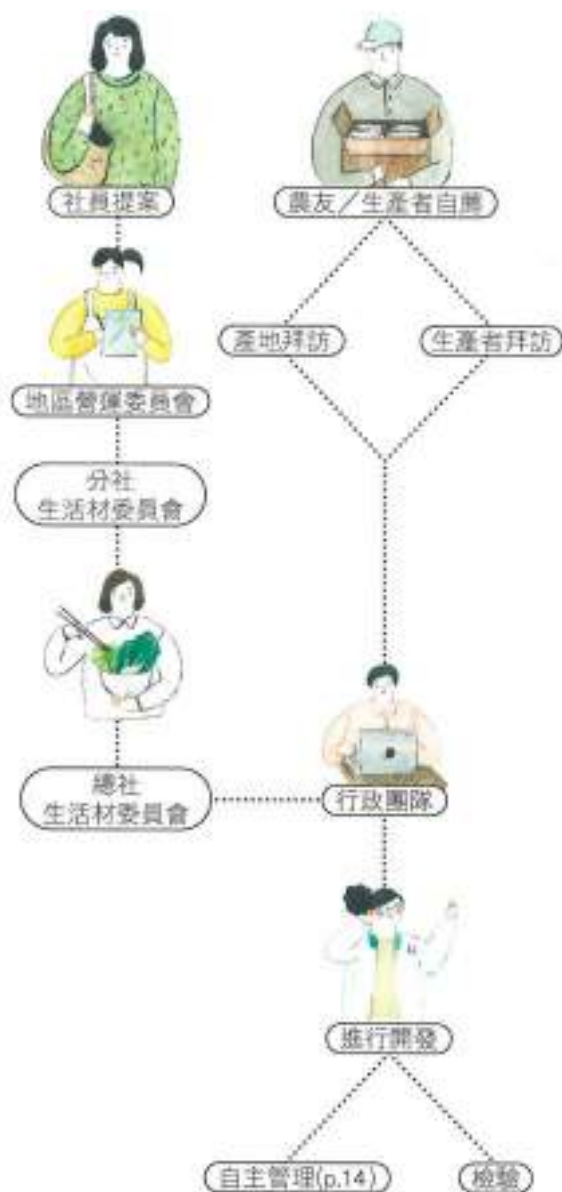 社員提案
農友／生產者自薦
產地拜訪
生產者拜訪
地區營運委員會
分社
生活材委員會
總社
生活材委員會
行政團隊
進行開發
自主管理(p.14)
檢驗